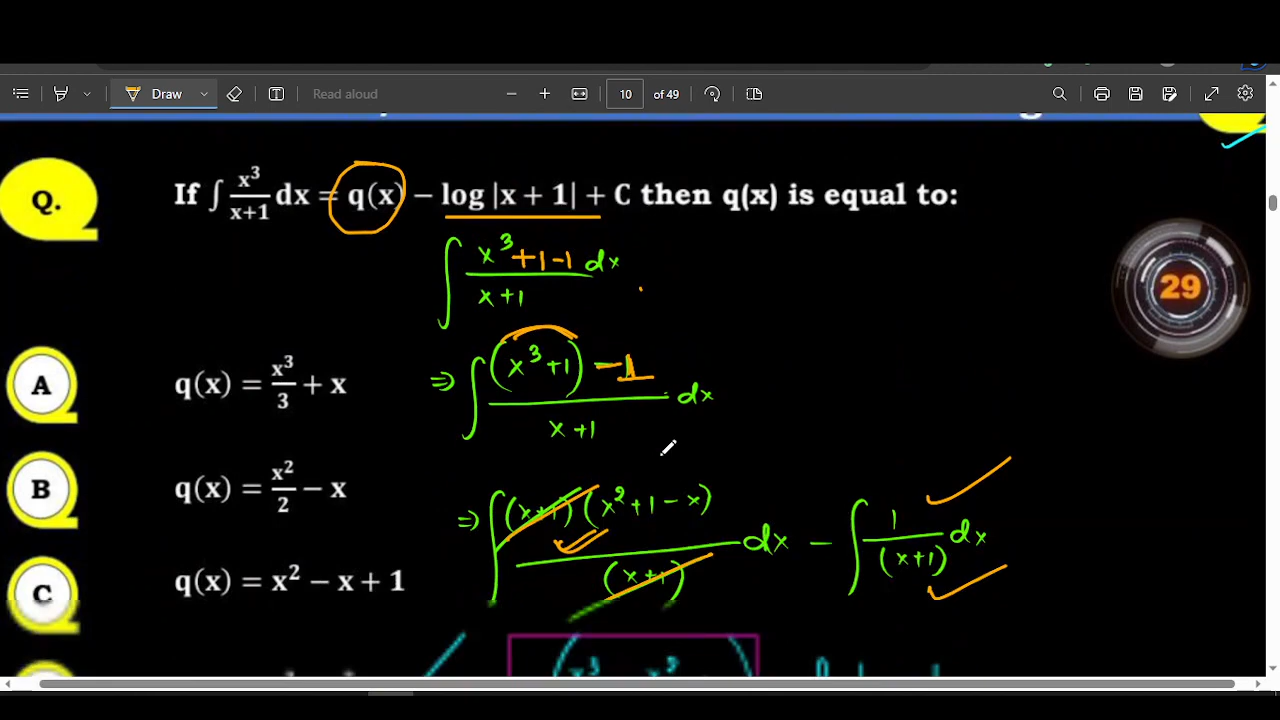 Draw
Read aloud
10 of 49
Q. If ∫ x³/(x+1) dx = q(x) − log |x + 1| + C then q(x) is equal to:
∫ (x³ +1 -1)/(x+1) dx
29
⇒ ∫ ((x³+1) - 1)/(x+1) dx
A q(x) = x³/3 + x
B q(x) = x²/2 − x
⇒ ∫ (x+1)(x²+1-x)/(x+1) dx - ∫ 1/(x+1) dx
C q(x) = x² − x + 1